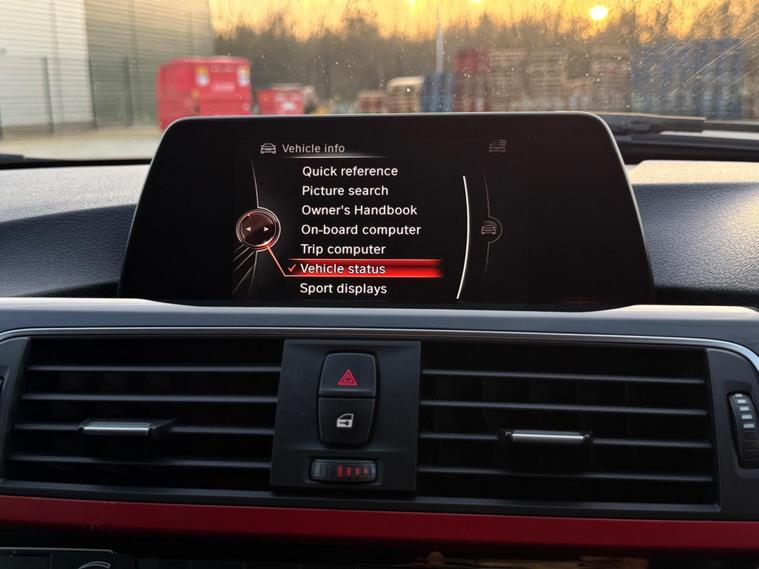 Vehicle info
Quick reference
Picture search
Owner's Handbook
On-board computer
Trip computer
Vehicle status
Sport displays